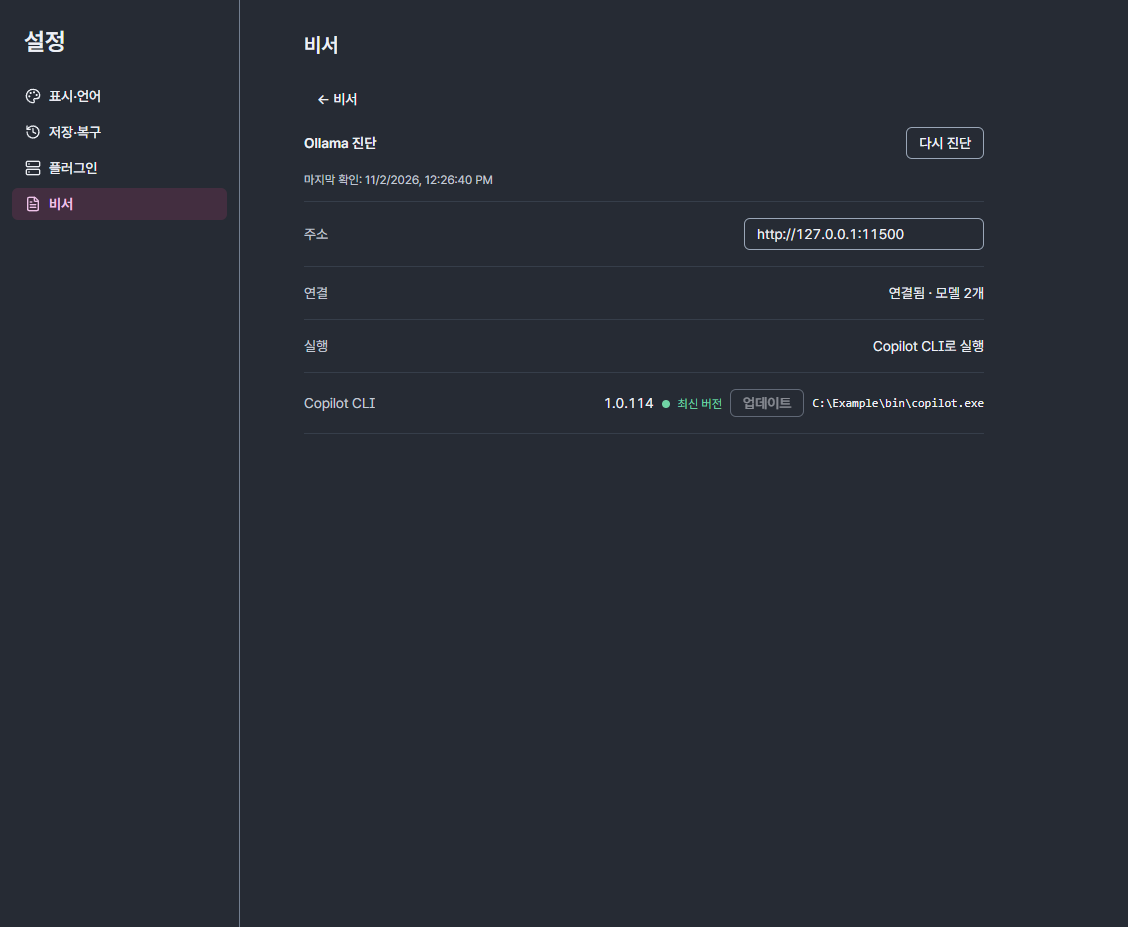 설정
표시·언어
저장·복구
플러그인
비서
비서
← 비서
Ollama 진단
다시 진단
마지막 확인: 11/2/2026, 12:26:40 PM
주소
http://127.0.0.1:11500
연결
연결됨 · 모델 2개
실행
Copilot CLI로 실행
Copilot CLI
1.0.114 ● 최신 버전 업데이트 C:\Example\bin\copilot.exe